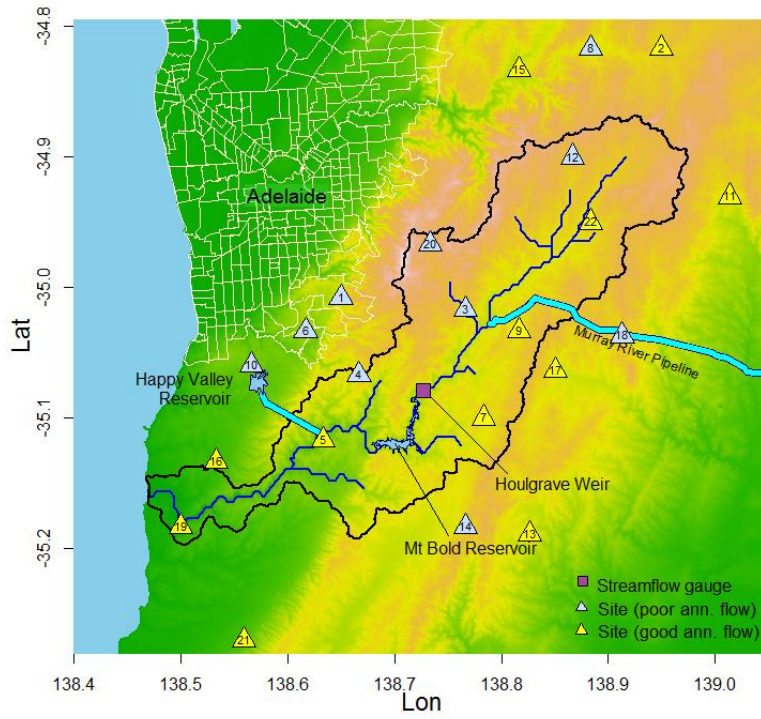 -34.8
8
2
15
-34.9
12
Adelaide
11
22
20
-35.0
1
3
Lat
6
9
18
Murray River Pipeline
10
4
17
Happy Valley
Reservoir
-35.1
7
5
16
Houlgrave Weir
19
14
13
Mt Bold Reservoir
-35.2
Streamflow gauge
Site (poor ann. flow)
21
Site (good ann. flow)
138.4 138.5 138.6 138.7 138.8 138.9 139.0
Lon